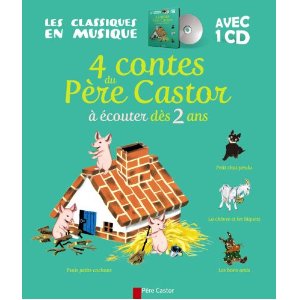 LES CLASSIQUES
EN MUSIQUE
AVEC
1 CD
4 contes
du
Père Castor
à écouter dès 2 ans
Petit chat perdu
La chèvre et les biquets
Trois petits cochons
Les bons amis
Père Castor